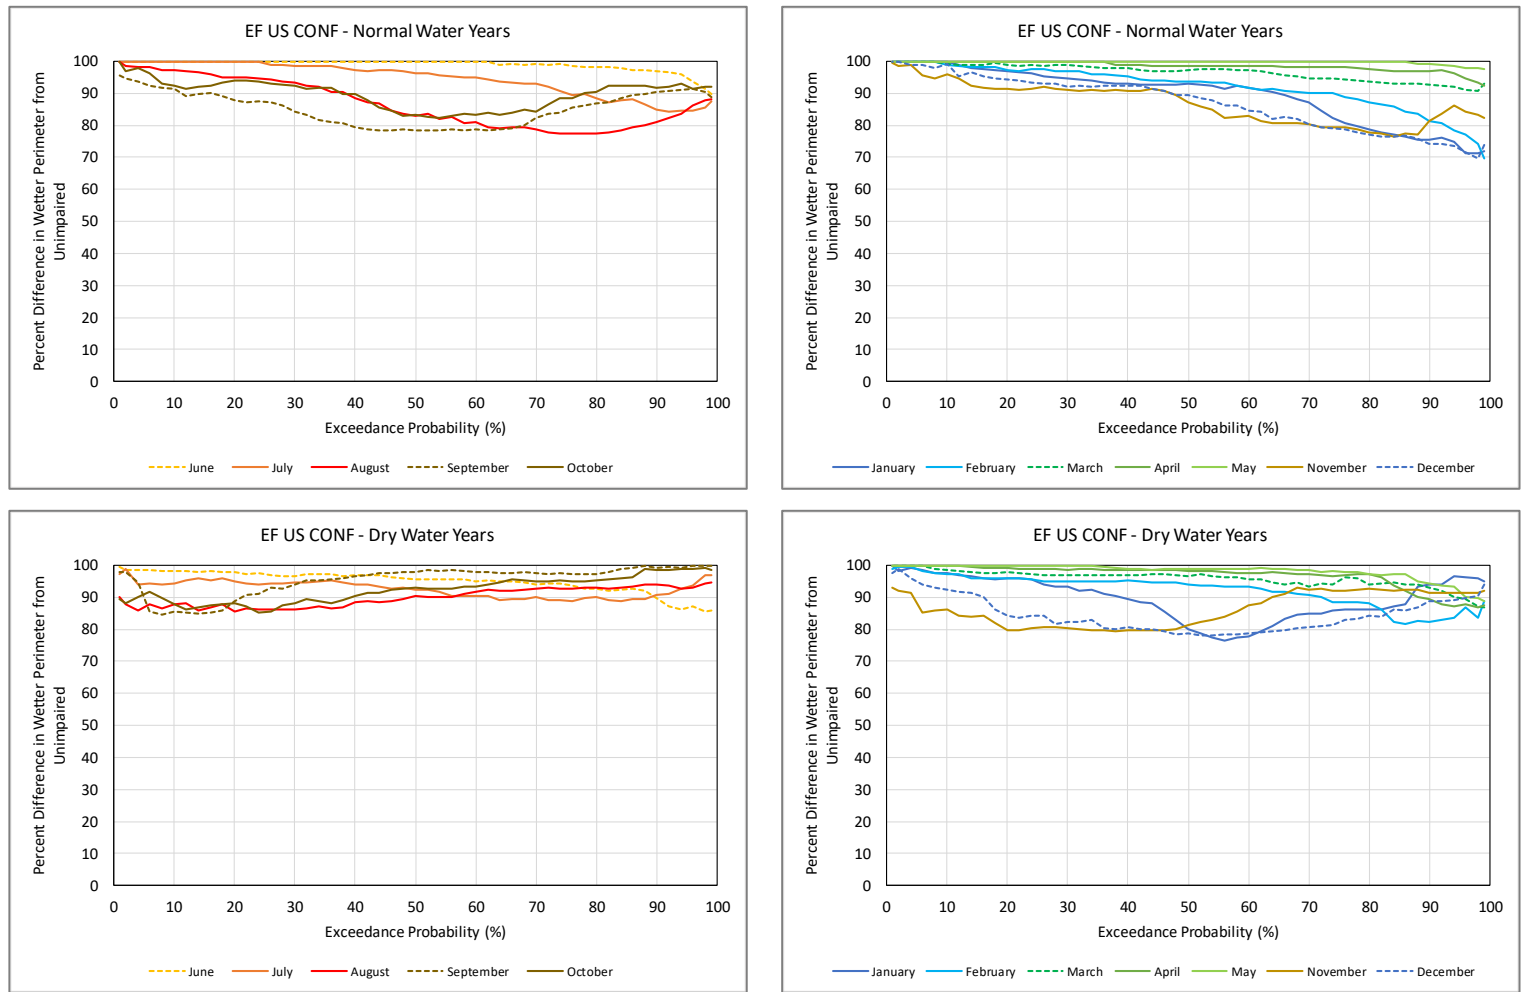 EF US CONF - Normal Water Years
Percent Difference in Wetter Perimeter from
Unimpaired
100
90
80
70
60
50
40
30
20
10
0
0 10 20 30 40 50 60 70 80 90 100
Exceedance Probability (%)
June July August September October
EF US CONF - Normal Water Years
Percent Difference in Wetter Perimeter from
Unimpaired
100
90
80
70
60
50
40
30
20
10
0
0 10 20 30 40 50 60 70 80 90 100
Exceedance Probability (%)
January February March April May November December
EF US CONF - Dry Water Years
Percent Difference in Wetter Perimeter from
Unimpaired
100
90
80
70
60
50
40
30
20
10
0
0 10 20 30 40 50 60 70 80 90 100
Exceedance Probability (%)
June July August September October
EF US CONF - Dry Water Years
Percent Difference in Wetter Perimeter from
Unimpaired
100
90
80
70
60
50
40
30
20
10
0
0 10 20 30 40 50 60 70 80 90 100
Exceedance Probability (%)
January February March April May November December